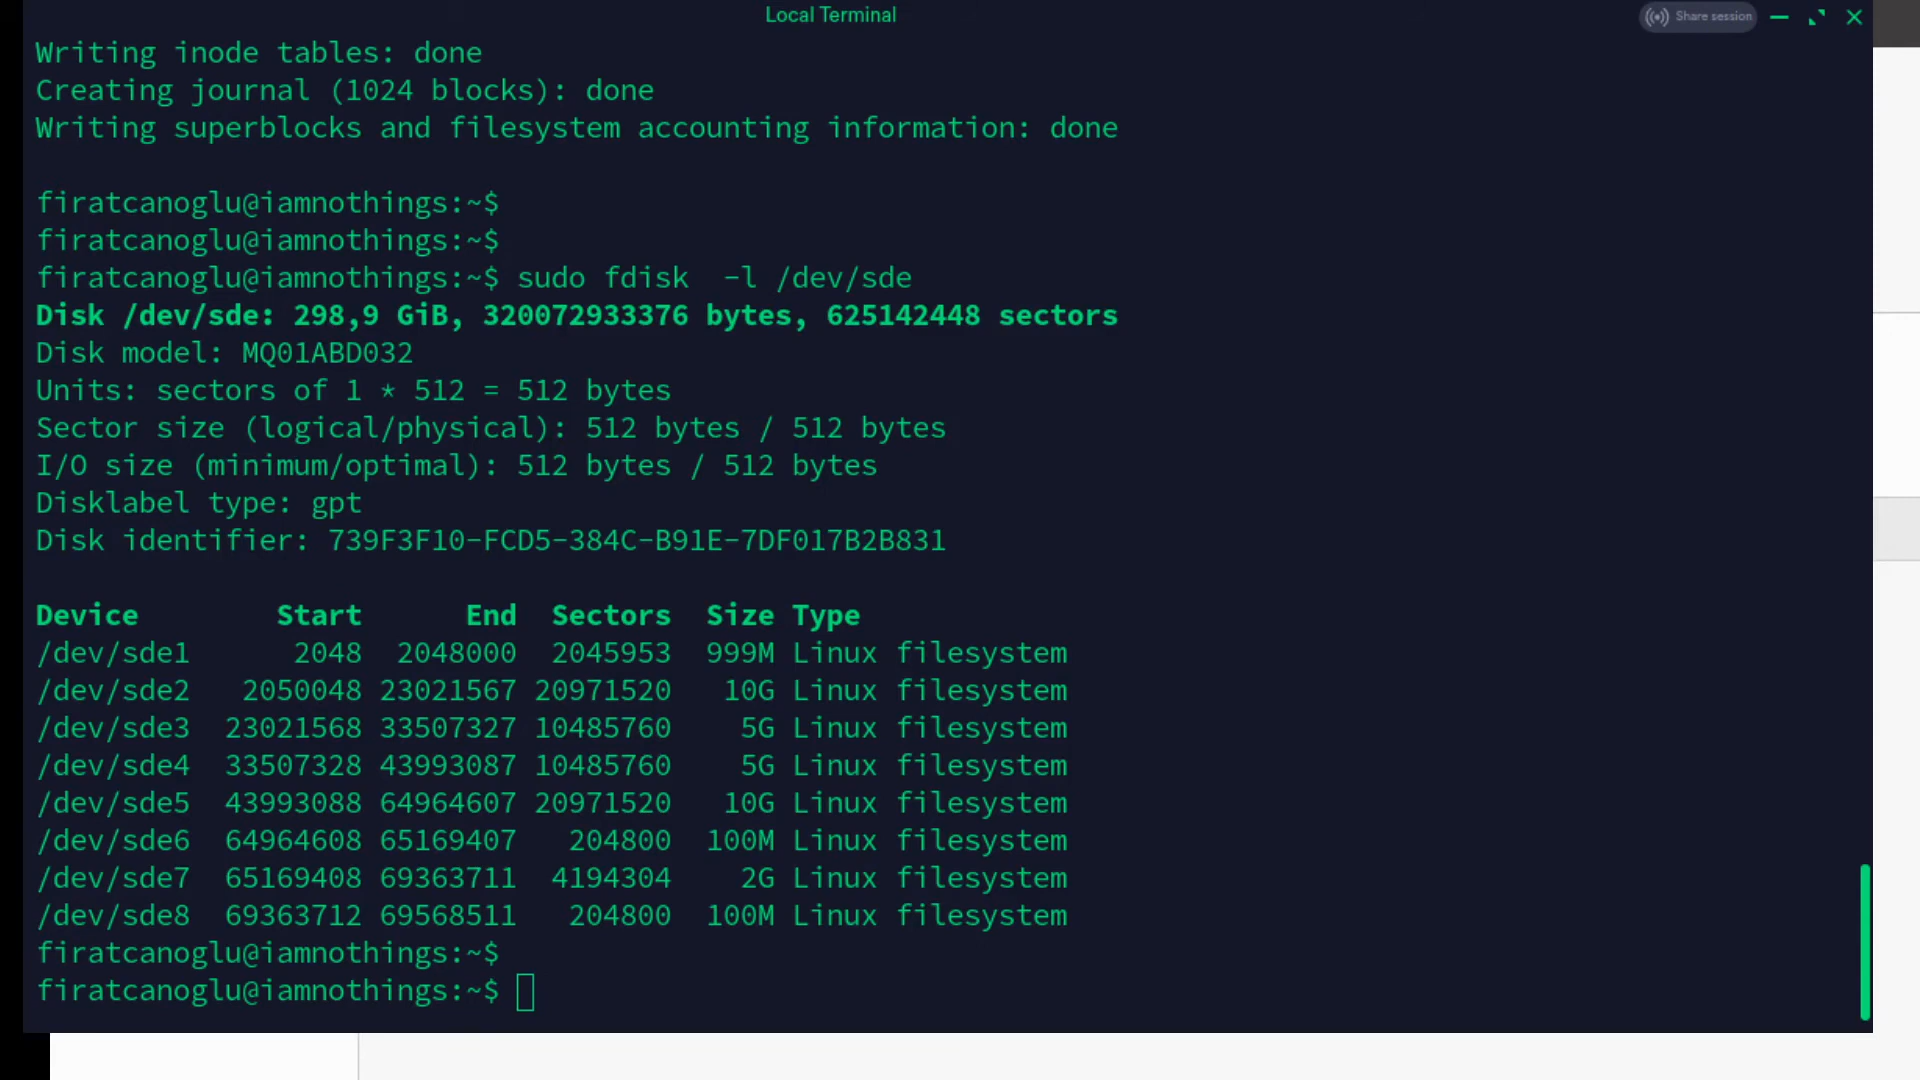 Local Terminal
Share session
Writing inode tables: done
Creating journal (1024 blocks): done
Writing superblocks and filesystem accounting information: done
firatcanoglu@iamnothings:~$
firatcanoglu@iamnothings:~$
firatcanoglu@iamnothings:~$ sudo fdisk  -l /dev/sde
Disk /dev/sde: 298,9 GiB, 320072933376 bytes, 625142448 sectors
Disk model: MQ01ABD032
Units: sectors of 1 * 512 = 512 bytes
Sector size (logical/physical): 512 bytes / 512 bytes
I/O size (minimum/optimal): 512 bytes / 512 bytes
Disklabel type: gpt
Disk identifier: 739F3F10-FCD5-384C-B91E-7DF017B2B831
Device        Start      End  Sectors  Size Type
/dev/sde1      2048  2048000  2045953  999M Linux filesystem
/dev/sde2   2050048 23021567 20971520   10G Linux filesystem
/dev/sde3  23021568 33507327 10485760    5G Linux filesystem
/dev/sde4  33507328 43993087 10485760    5G Linux filesystem
/dev/sde5  43993088 64964607 20971520   10G Linux filesystem
/dev/sde6  64964608 65169407   204800  100M Linux filesystem
/dev/sde7  65169408 69363711  4194304    2G Linux filesystem
/dev/sde8  69363712 69568511   204800  100M Linux filesystem
firatcanoglu@iamnothings:~$
firatcanoglu@iamnothings:~$